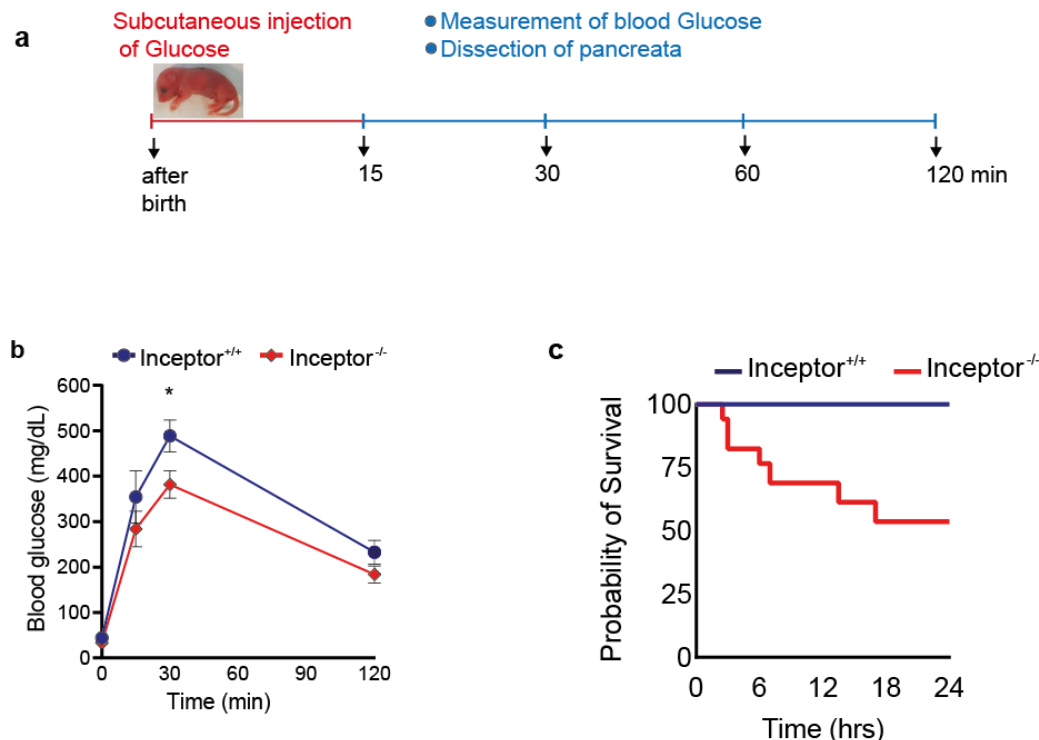 a
Subcutaneous injection
of Glucose
● Measurement of blood Glucose
● Dissection of pancreata
after
birth
15
30
60
120 min
b
Inceptor+/+
Inceptor-/-
Blood glucose (mg/dL)
600
500
400
300
200
100
0
*
0
30
60
90
120
Time (min)
c
Inceptor+/+
Inceptor-/-
Probability of Survival
100
75
50
25
0
0
6
12
18
24
Time (hrs)